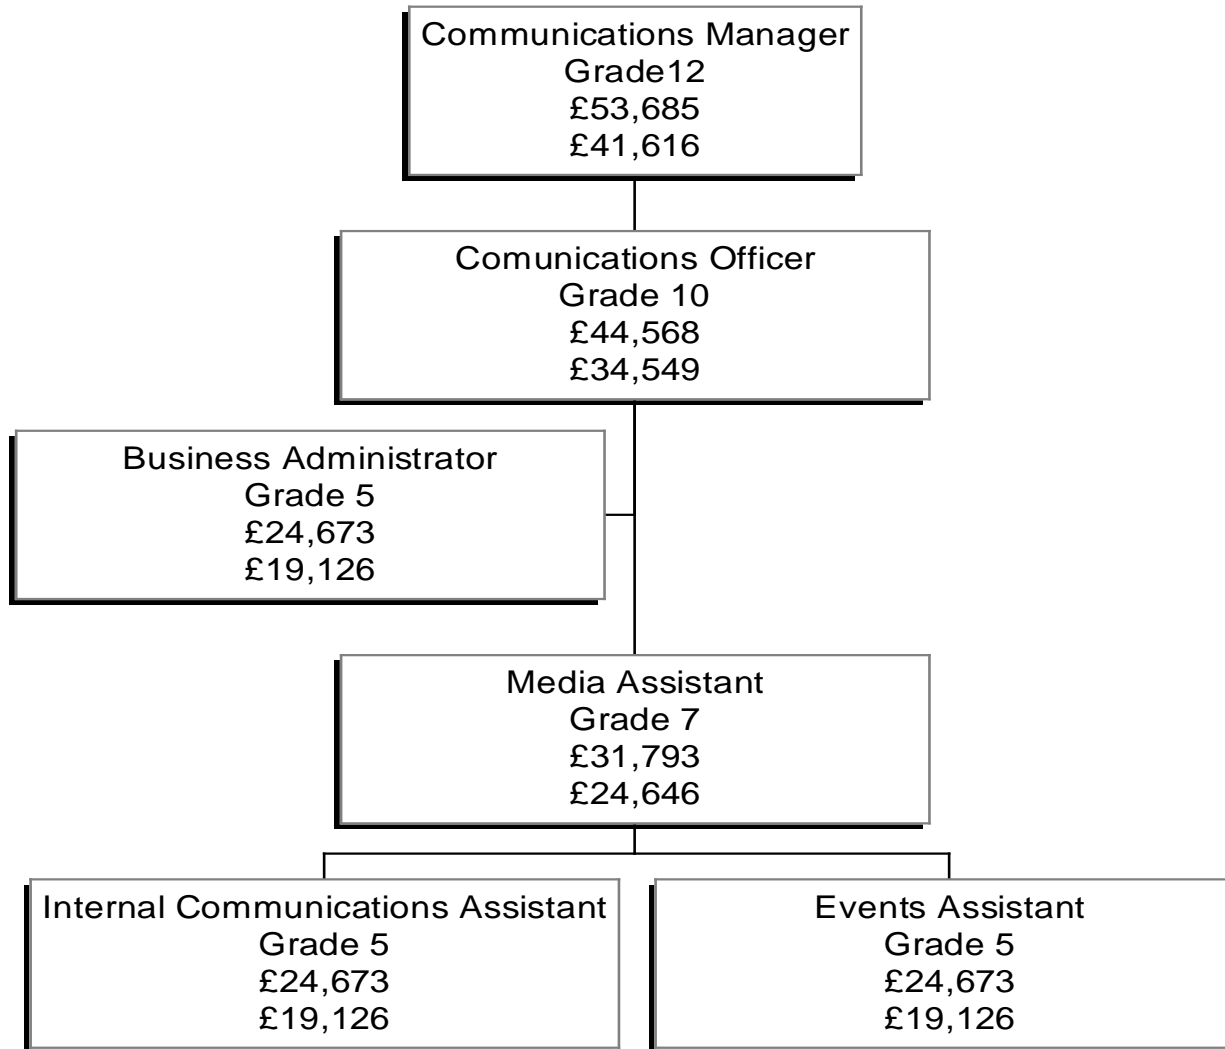 Communications Manager
Grade12
£53,685
£41,616
Comunications Officer
Grade 10
£44,568
£34,549
Business Administrator
Grade 5
£24,673
£19,126
Media Assistant
Grade 7
£31,793
£24,646
Internal Communications Assistant
Grade 5
£24,673
£19,126
Events Assistant
Grade 5
£24,673
£19,126